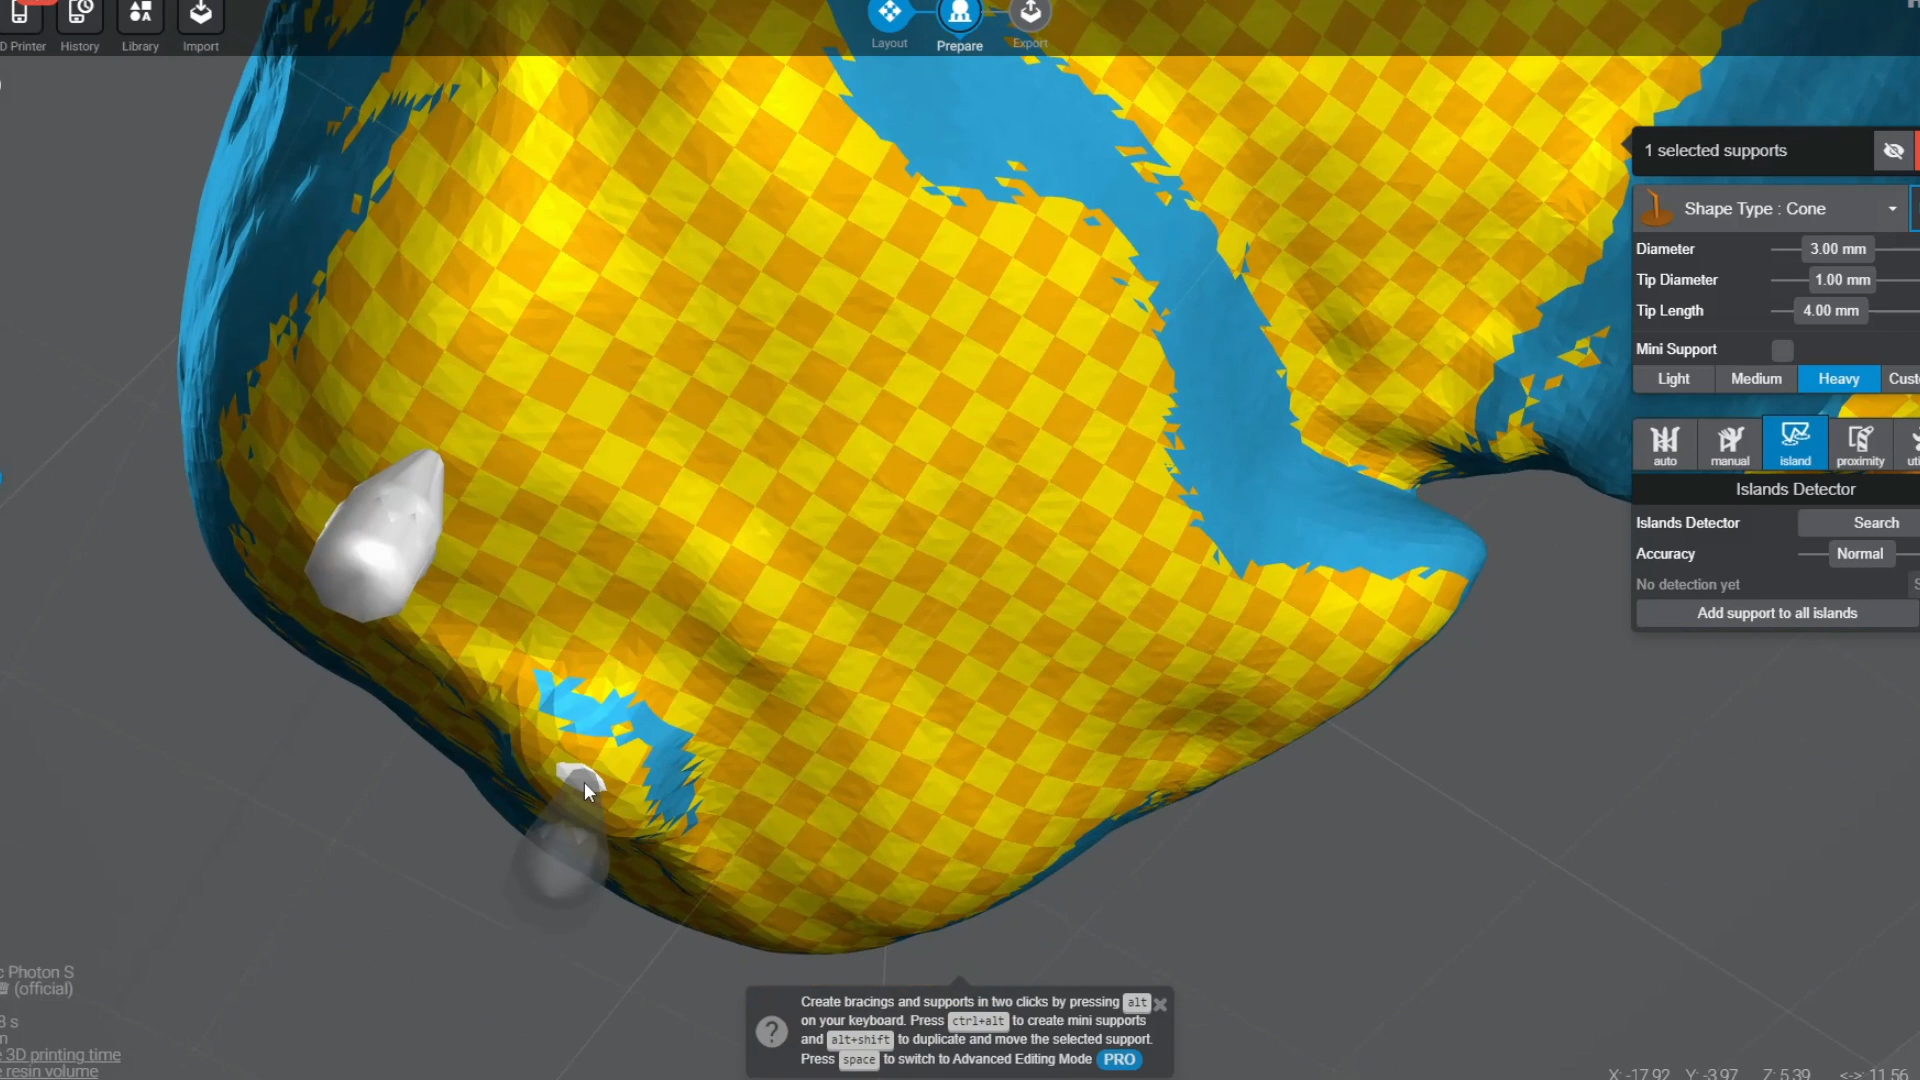 D Printer
History
Library
Import
Layout
Prepare
Export
1 selected supports
Shape Type : Cone
Diameter 3.00 mm
Tip Diameter 1.00 mm
Tip Length 4.00 mm
Mini Support
Light Medium Heavy Custo
auto manual island proximity uti
Islands Detector
Islands Detector Search
Accuracy Normal
No detection yet
Add support to all islands
c Photon S
(official)
8 s
m
e 3D printing time
e resin volume
Create bracings and supports in two clicks by pressing alt
on your keyboard. Press ctrl+alt to create mini supports
and alt+shift to duplicate and move the selected support.
Press space to switch to Advanced Editing Mode PRO
X: -17.92 Y: -3.97 Z: 5.39 <->: 11.56